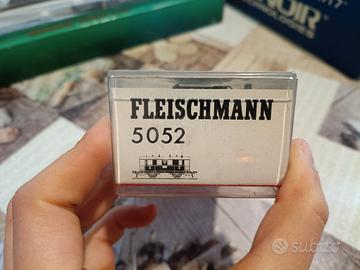 NOIR
FLEISCHMANN
5052
subito